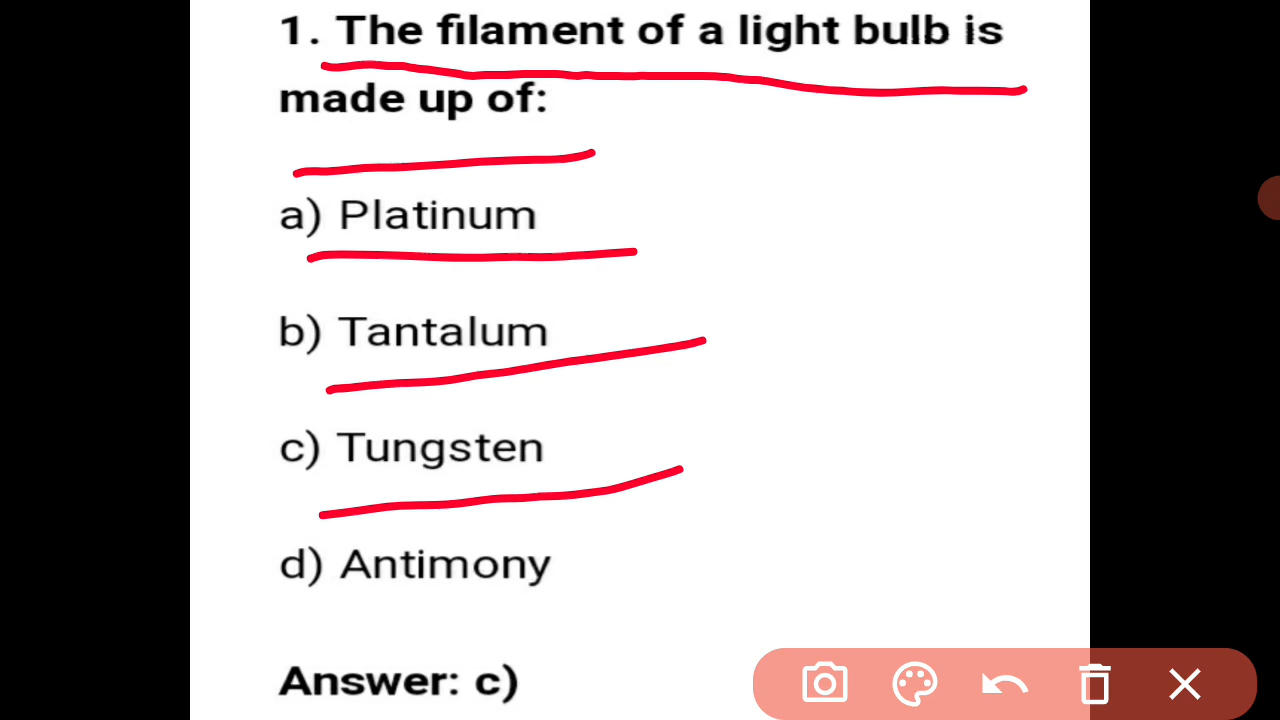 1. The filament of a light bulb is
made up of:
a) Platinum
b) Tantalum
c) Tungsten
d) Antimony
Answer: c)